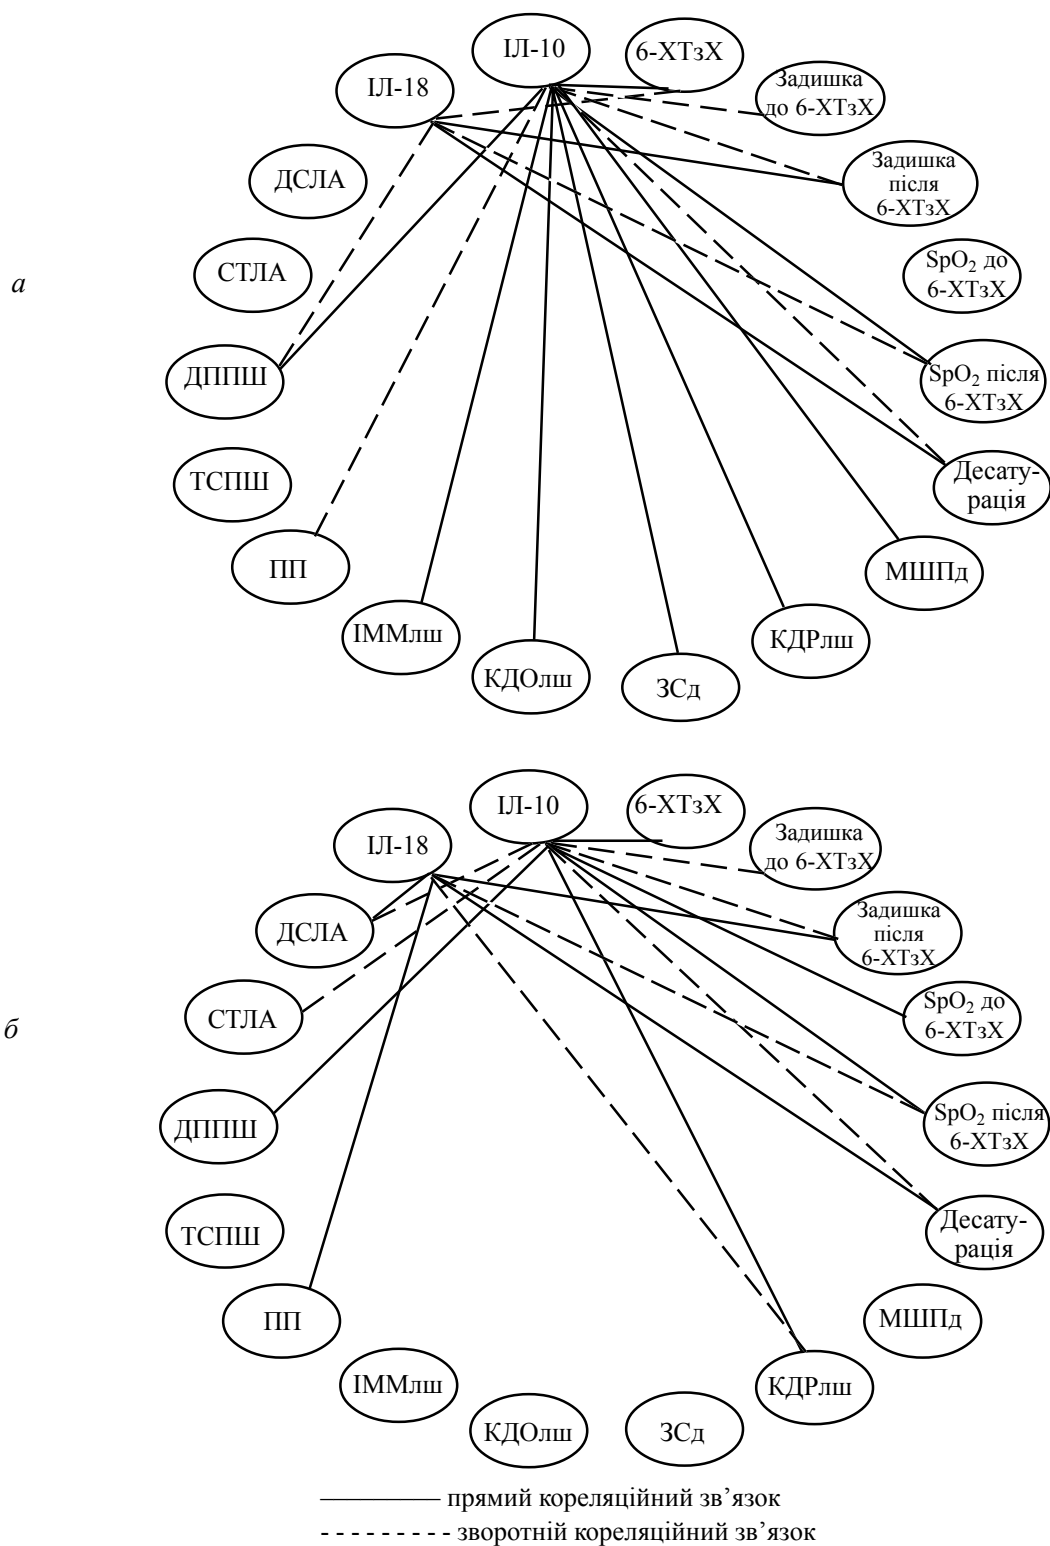 ІЛ-10
6-ХТзХ
ІЛ-18
Задишка
до 6-ХТзХ
ДСЛА
Задишка
після
6-ХТзХ
СТЛА
SpO₂ до
6-ХТзХ
а
ДППШ
SpO₂ після
6-ХТзХ
ТСПШ
Десату-
рація
ПП
МШПд
ІММлш
КДРлш
КДОлш
ЗСд
ІЛ-10
6-ХТзХ
ІЛ-18
Задишка
до 6-ХТзХ
ДСЛА
Задишка
після
6-ХТзХ
СТЛА
SpO₂ до
6-ХТзХ
б
ДППШ
SpO₂ після
6-ХТзХ
ТСПШ
Десату-
рація
ПП
МШПд
ІММлш
КДРлш
КДОлш
ЗСд
прямий кореляційний зв’язок
зворотній кореляційний зв’язок